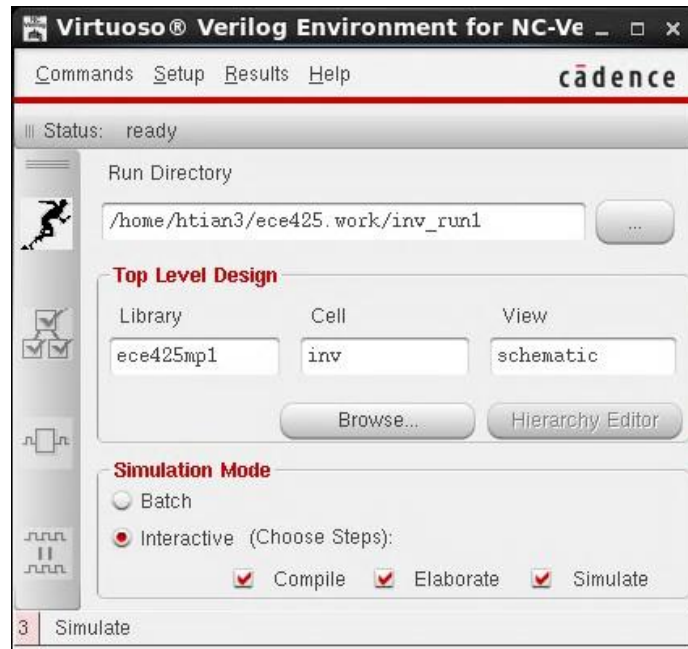 Virtuoso® Verilog Environment for NC-Ve
Commands Setup Results Help cādence
Status: ready
Run Directory
/home/htian3/ece425.work/inv_run1 ...
Top Level Design
Library Cell View
ece425mp1 inv schematic
Browse... Hierarchy Editor
Simulation Mode
Batch
Interactive (Choose Steps):
Compile Elaborate Simulate
3 Simulate